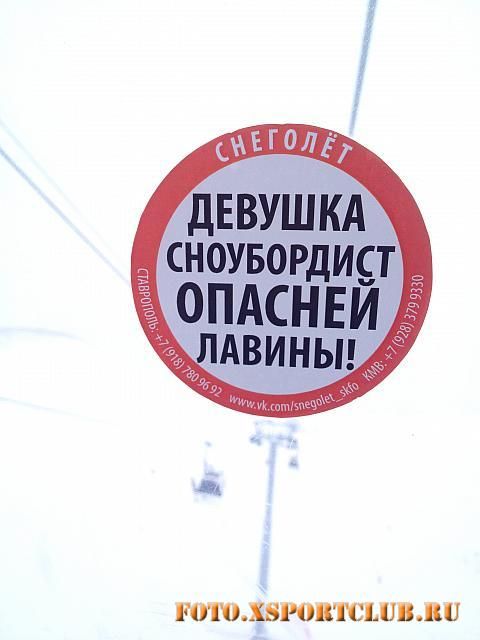 СНЕГОЛЁТ
ДЕВУШКА
СНОУБОРДИСТ
ОПАСНЕЙ
ЛАВИНЫ!
СТАВРОПОЛЬ: +7 (918) 780 96 92
www.vk.com/snegolet_skfo
КМВ: +7 (928) 379 9330
FOTO.XSPORTCLUB.RU